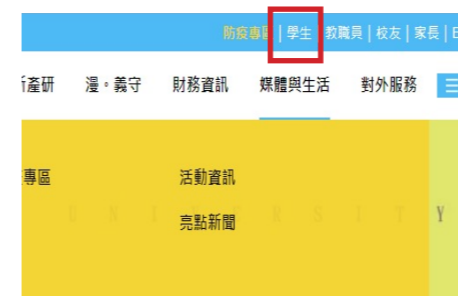 防疫專區 | 學生 | 教職員 | 校友 | 家長 | E
新產研 漫。義守 財務資訊 媒體與生活 對外服務
專區 活動資訊
U N I E R S I T Y
亮點新聞